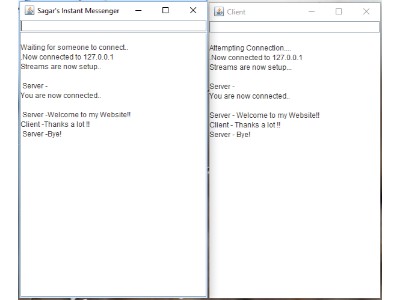 Sagar's Instant Messenger
Waiting for someone to connect..
.Now connected to 127.0.0.1
Streams are now setup..
Server -
You are now connected..
Server -Welcome to my Website!!
Client -Thanks a lot !!
Server -Bye!
Client
Attempting Connection....
.Now connected to 127.0.0.1
Streams are now setup...
Server -
You are now connected..
Server - Welcome to my Website!!
Client - Thanks a lot !!
Server - Bye!